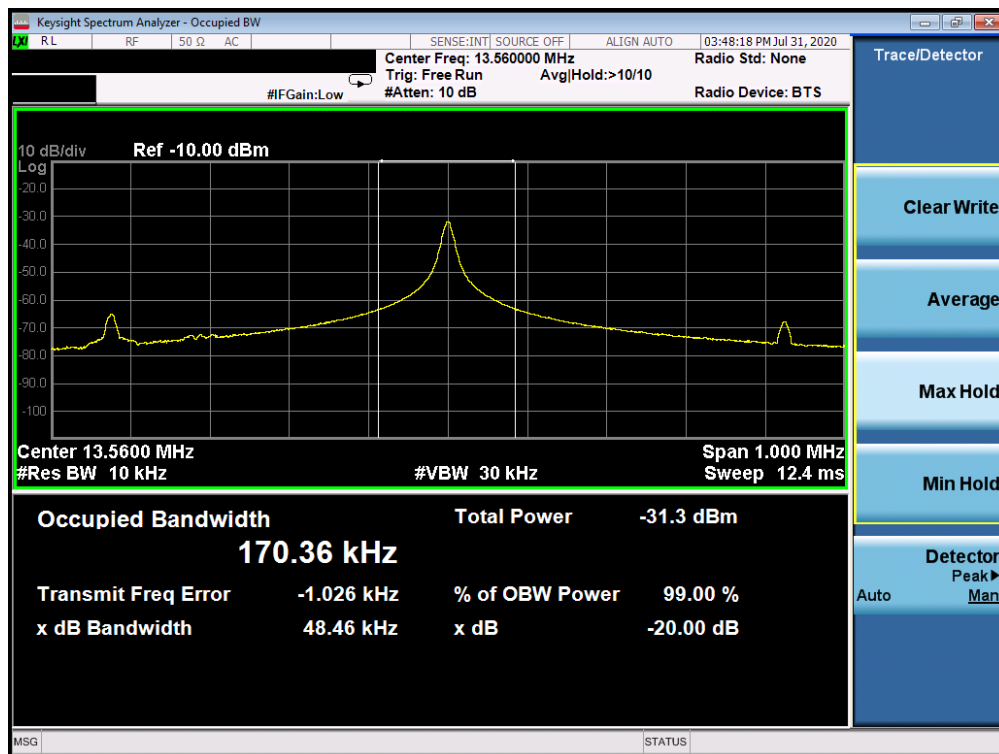 Keysight Spectrum Analyzer - Occupied BW
LXI RL RF 50 Ω AC SENSE:INT SOURCE OFF ALIGN AUTO 03:48:18 PM Jul 31, 2020
Center Freq: 13.560000 MHz Radio Std: None
Trig: Free Run Avg|Hold:>10/10
#IFGain:Low #Atten: 10 dB Radio Device: BTS
10 dB/div Ref -10.00 dBm
Log
-20.0
-30.0
-40.0
-50.0
-60.0
-70.0
-80.0
-90.0
-100
Center 13.5600 MHz Span 1.000 MHz
#Res BW 10 kHz #VBW 30 kHz Sweep 12.4 ms
Occupied Bandwidth Total Power -31.3 dBm
170.36 kHz
Transmit Freq Error -1.026 kHz % of OBW Power 99.00 %
x dB Bandwidth 48.46 kHz x dB -20.00 dB
MSG STATUS
Trace/Detector
Clear Write
Average
Max Hold
Min Hold
Detector
Peak▶
Auto Man